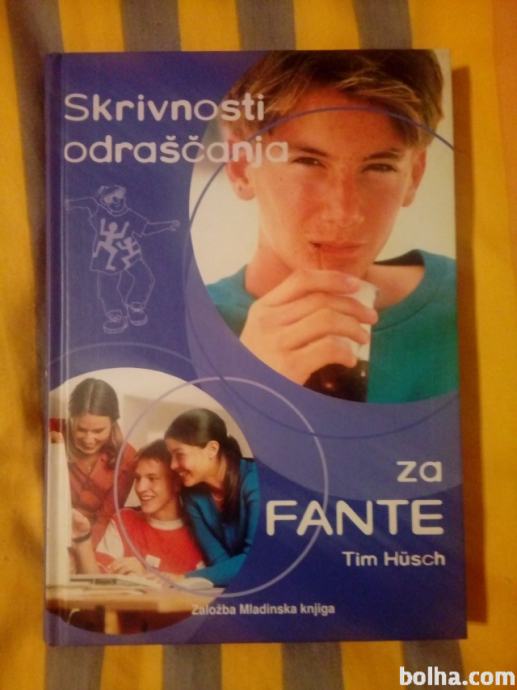 Skrivnosti
odraščanja
za
FANTE
Tim Hüsch
Založba Mladinska knjiga
bolha.com